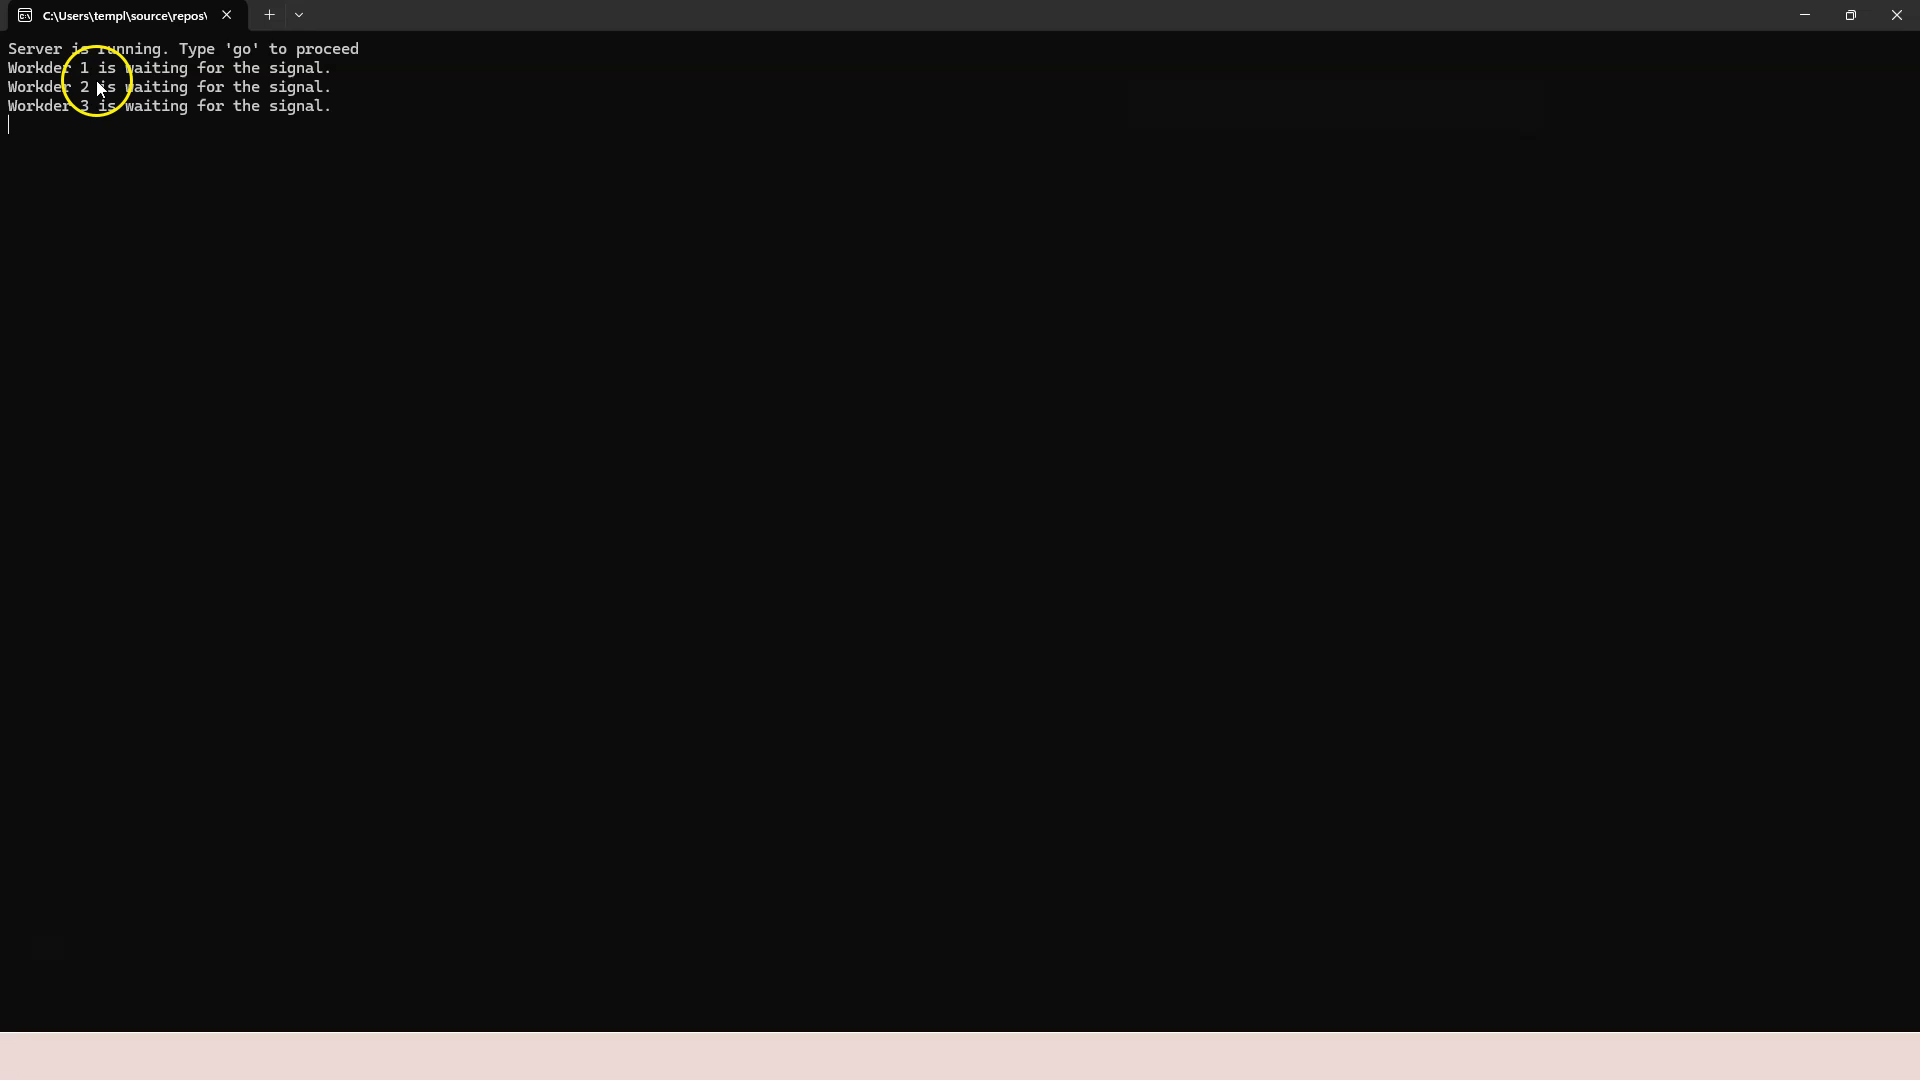 C:\Users\templ\source\repos\
Server is running. Type 'go' to proceed
Workder 1 is waiting for the signal.
Workder 2 is waiting for the signal.
Workder 3 is waiting for the signal.